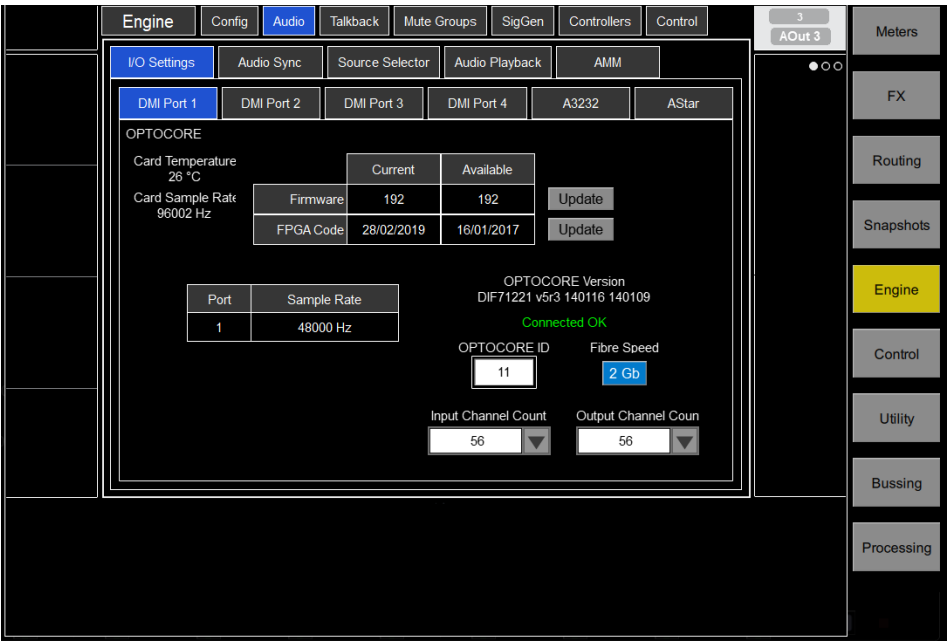 Engine
Config
Audio
Talkback
Mute Groups
SigGen
Controllers
Control
3
AOut 3
Meters
I/O Settings
Audio Sync
Source Selector
Audio Playback
AMM
DMI Port 1
DMI Port 2
DMI Port 3
DMI Port 4
A3232
AStar
FX
OPTOCORE
Card Temperature
26 °C
Current
Available
Routing
Card Sample Rate
96002 Hz
Firmware
192
192
Update
FPGA Code
28/02/2019
16/01/2017
Update
Snapshots
Port
Sample Rate
1
48000 Hz
OPTOCORE Version
DIF71221 v5r3 140116 140109
Engine
Connected OK
OPTOCORE ID
Fibre Speed
11
2 Gb
Control
Input Channel Count
Output Channel Coun
56
56
Utility
Bussing
Processing